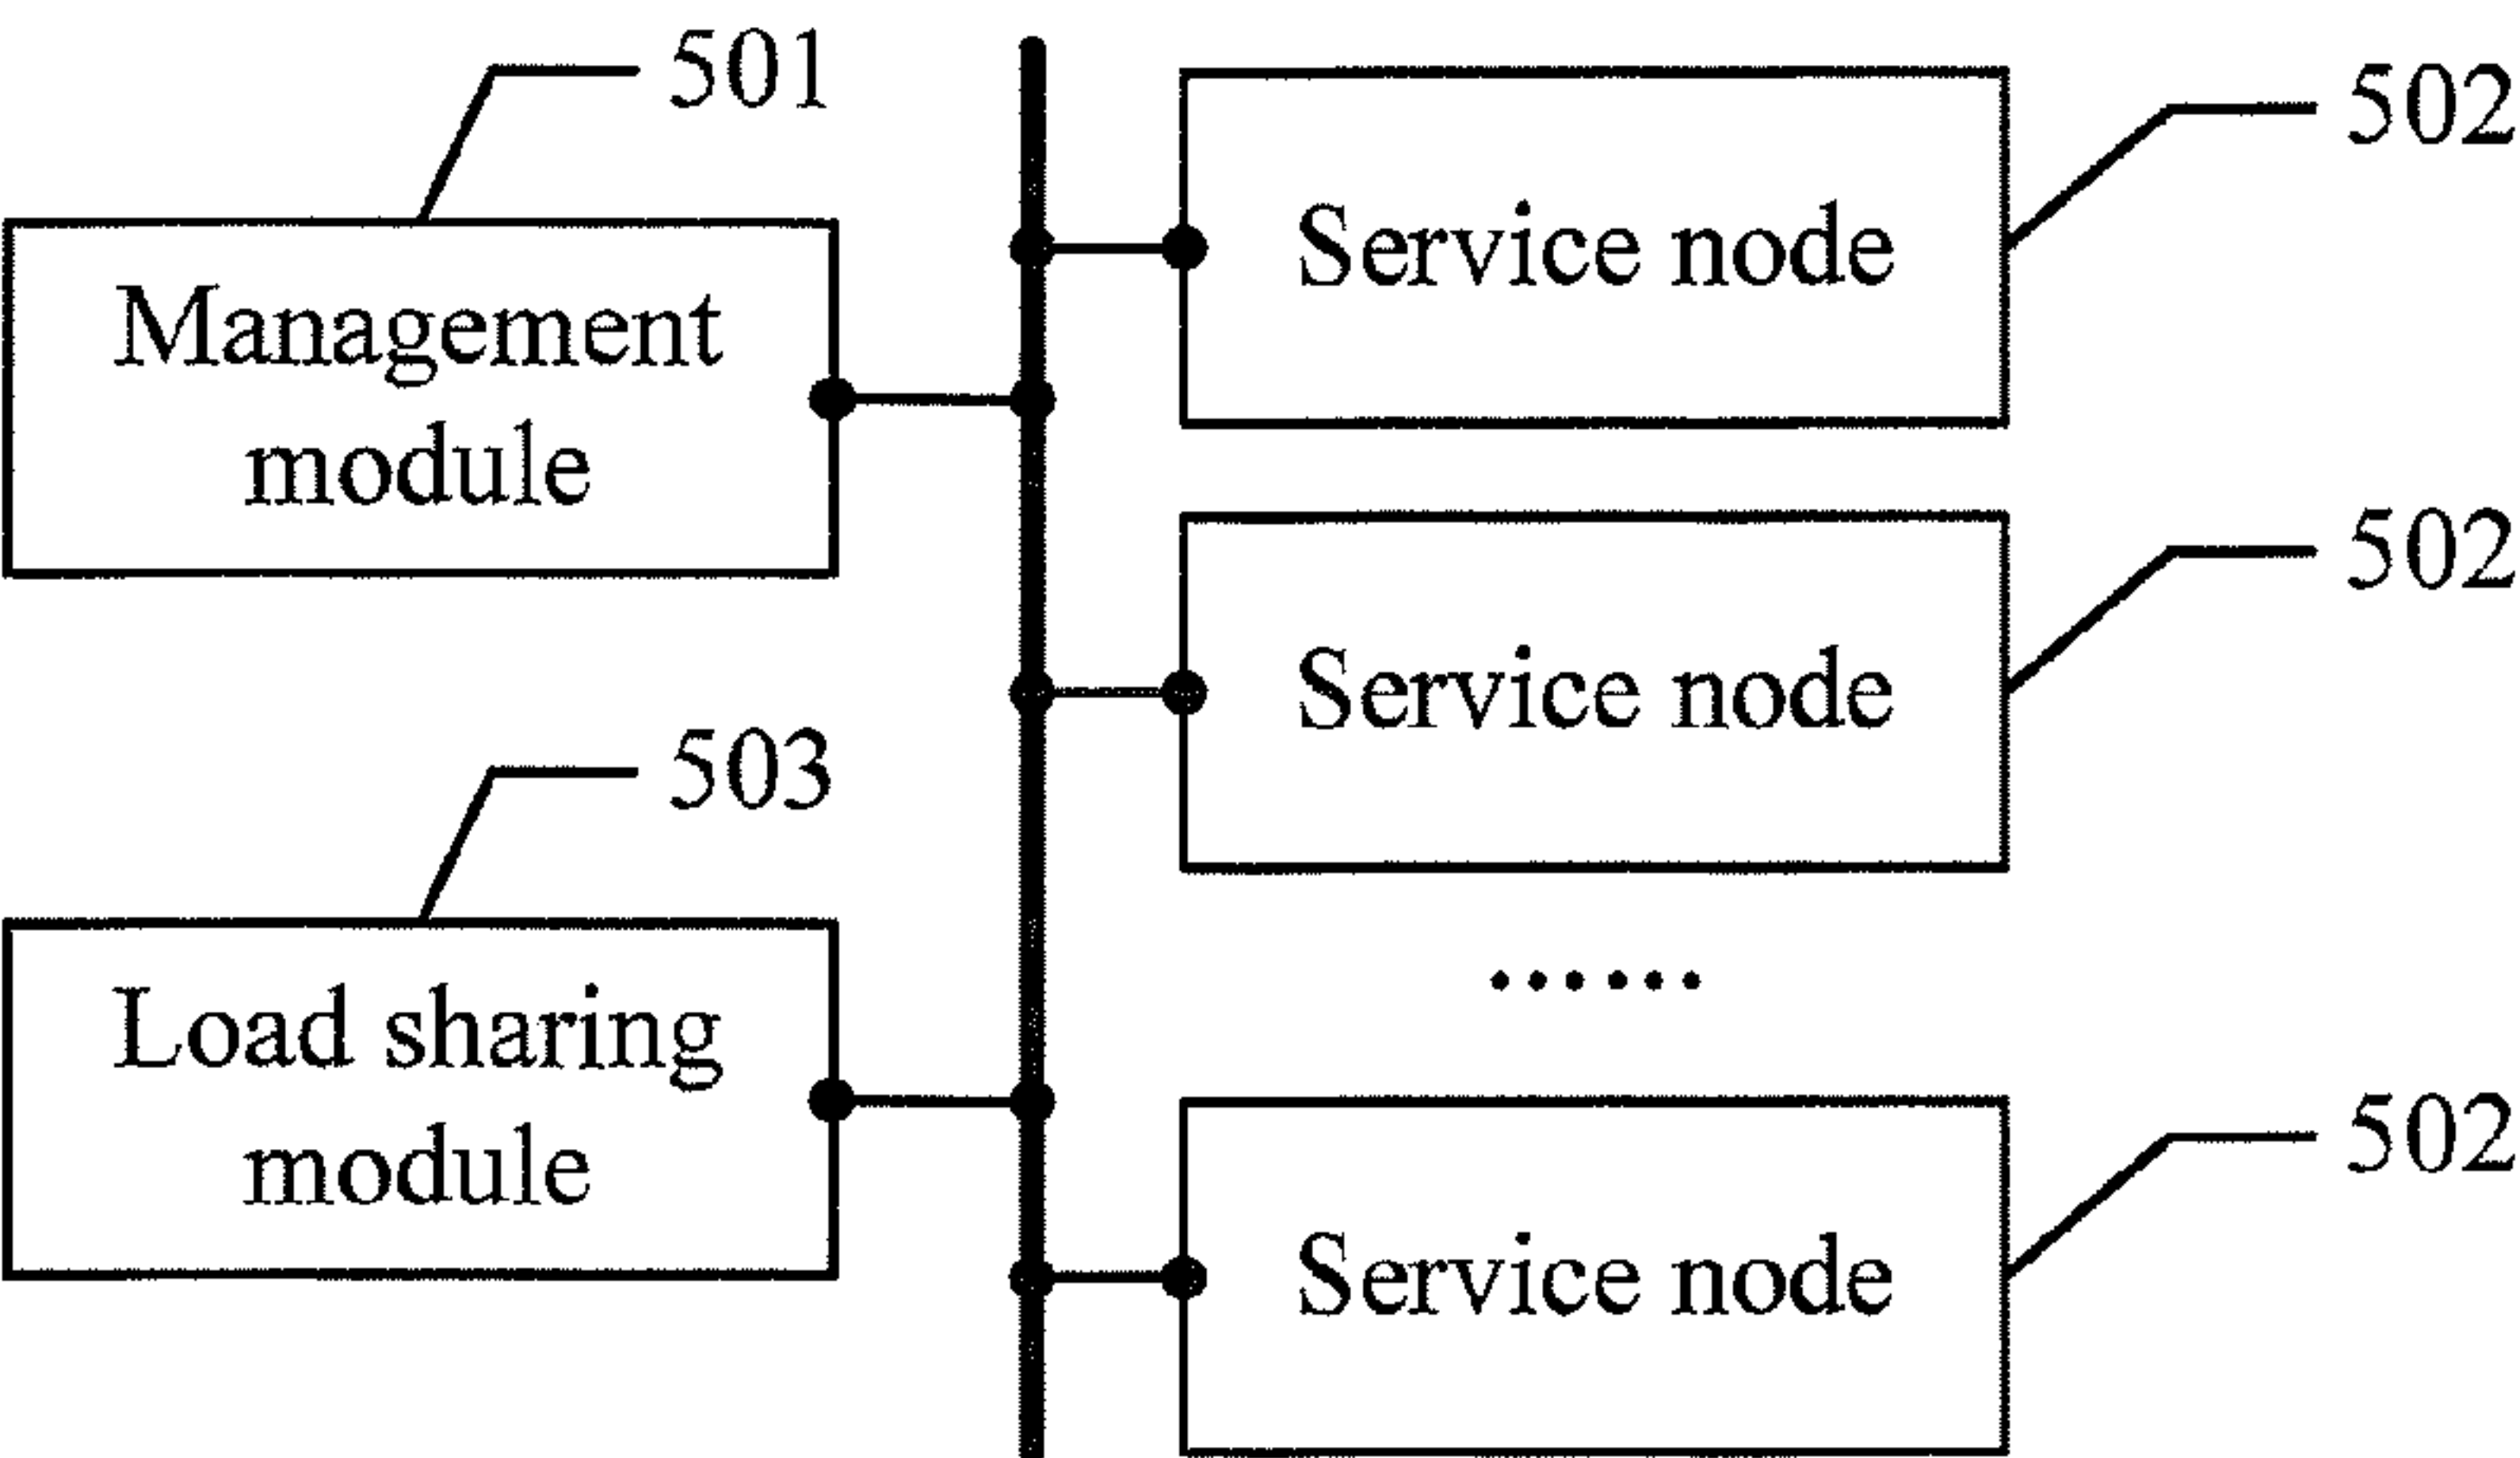 501
Management
module
503
Load sharing
module
502
Service node
502
Service node
......
502
Service node